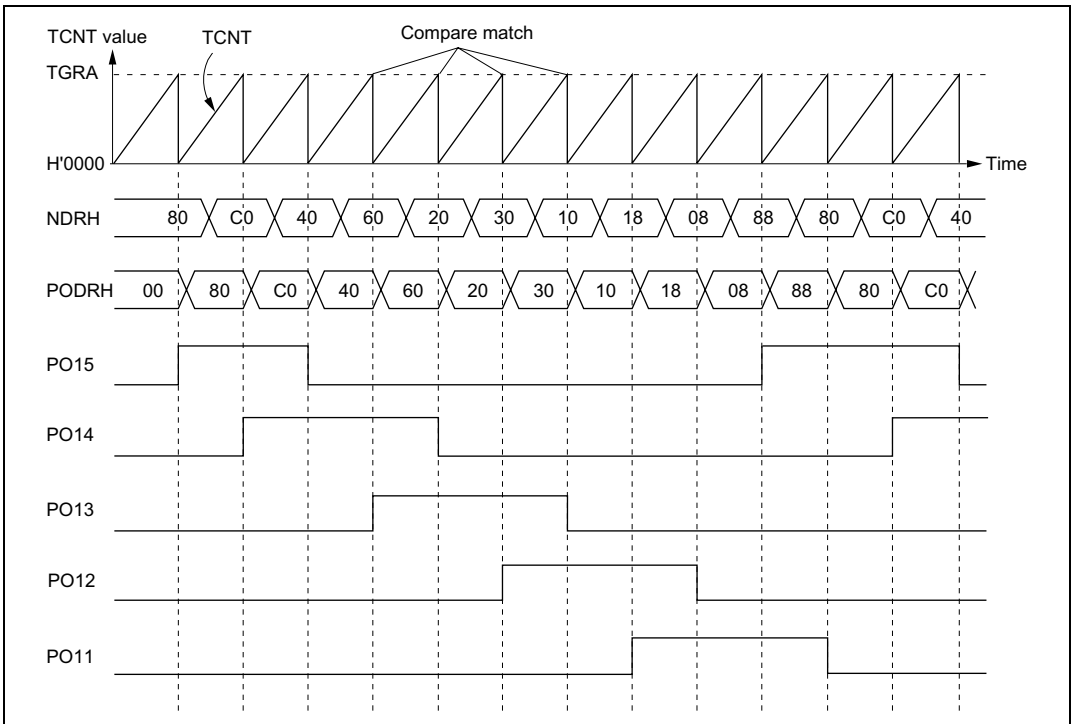 TCNT value
TCNT
Compare match
TGRA
H'0000
Time
NDRH 80 C0 40 60 20 30 10 18 08 88 80 C0 40
PODRH 00 80 C0 40 60 20 30 10 18 08 88 80 C0
PO15
PO14
PO13
PO12
PO11